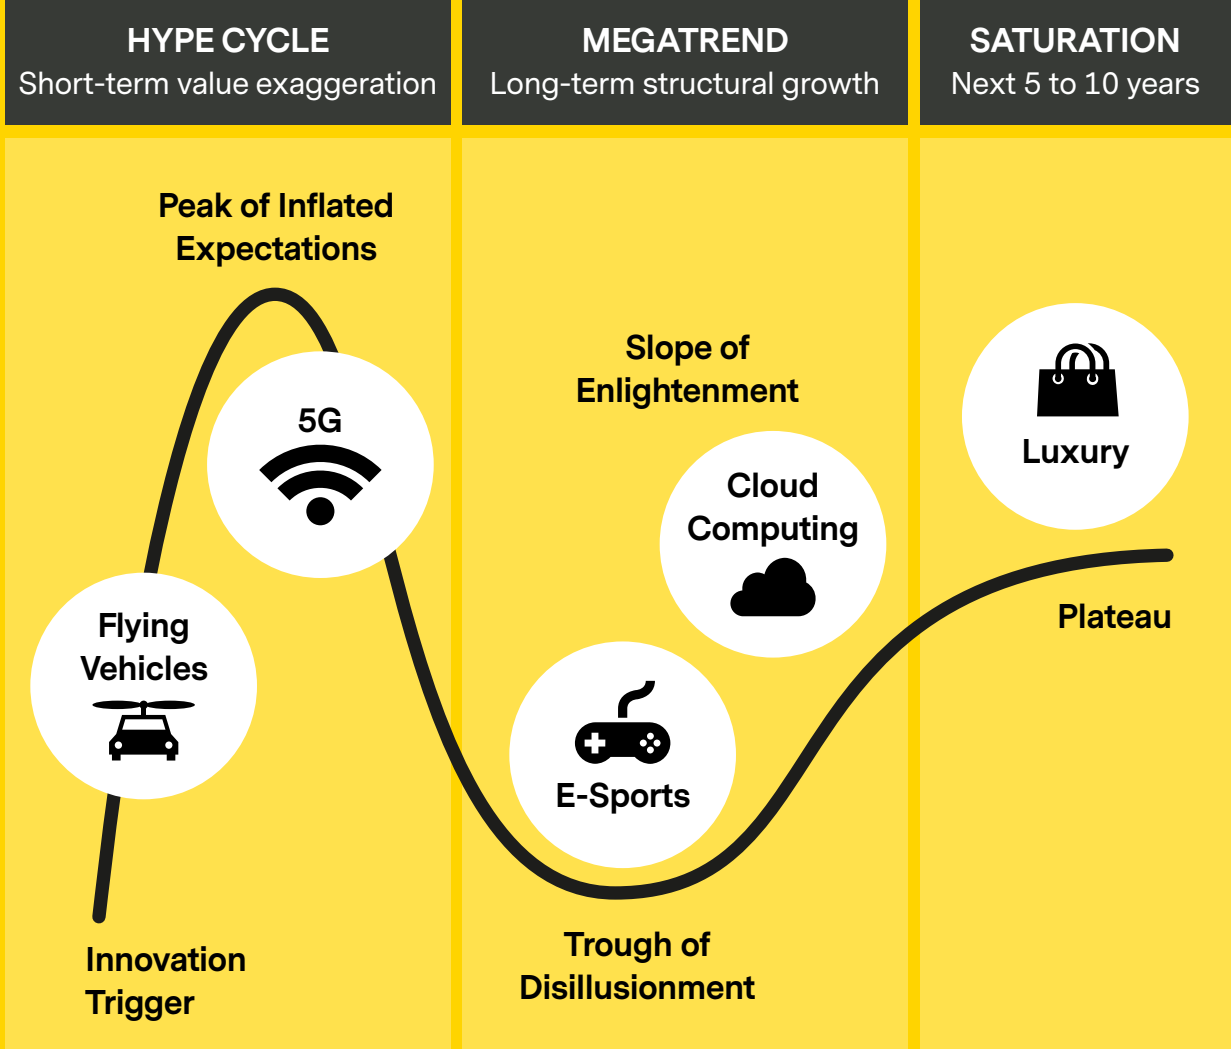 HYPE CYCLE
Short-term value exaggeration
MEGATREND
Long-term structural growth
SATURATION
Next 5 to 10 years
Peak of Inflated
Expectations
5G
Flying
Vehicles
Innovation
Trigger
Slope of
Enlightenment
Cloud
Computing
E-Sports
Trough of
Disillusionment
Luxury
Plateau